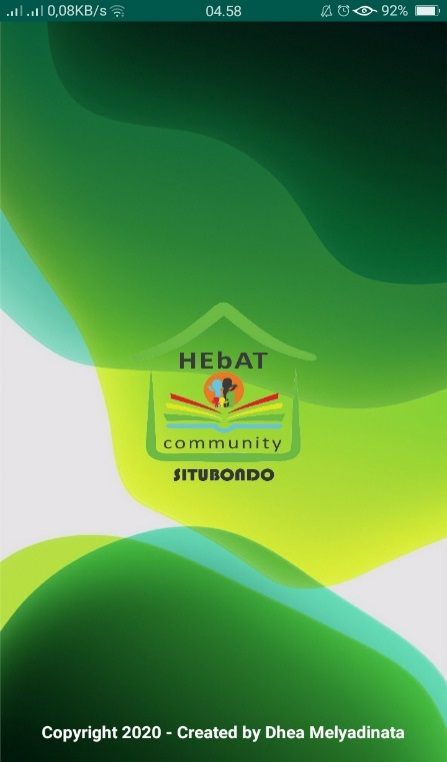 0,08KB/s 04.58 92%
HEbAT
community
SITUBONDO
Copyright 2020 - Created by Dhea Melyadinata